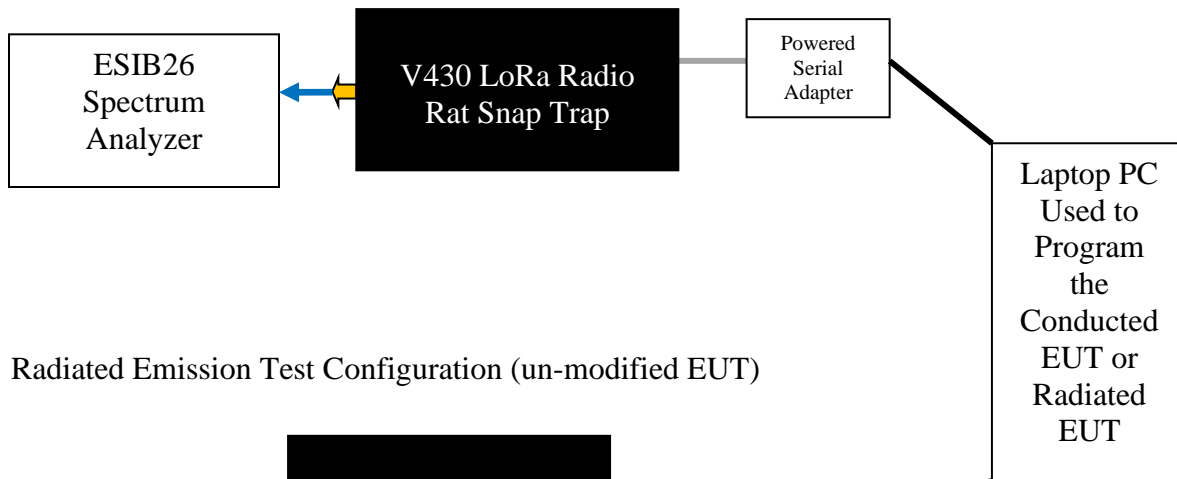 ESIB26
Spectrum
Analyzer
V430 LoRa Radio
Rat Snap Trap
Powered
Serial
Adapter
Laptop PC
Used to
Program
the
Conducted
EUT or
Radiated
EUT
Radiated Emission Test Configuration (un-modified EUT)